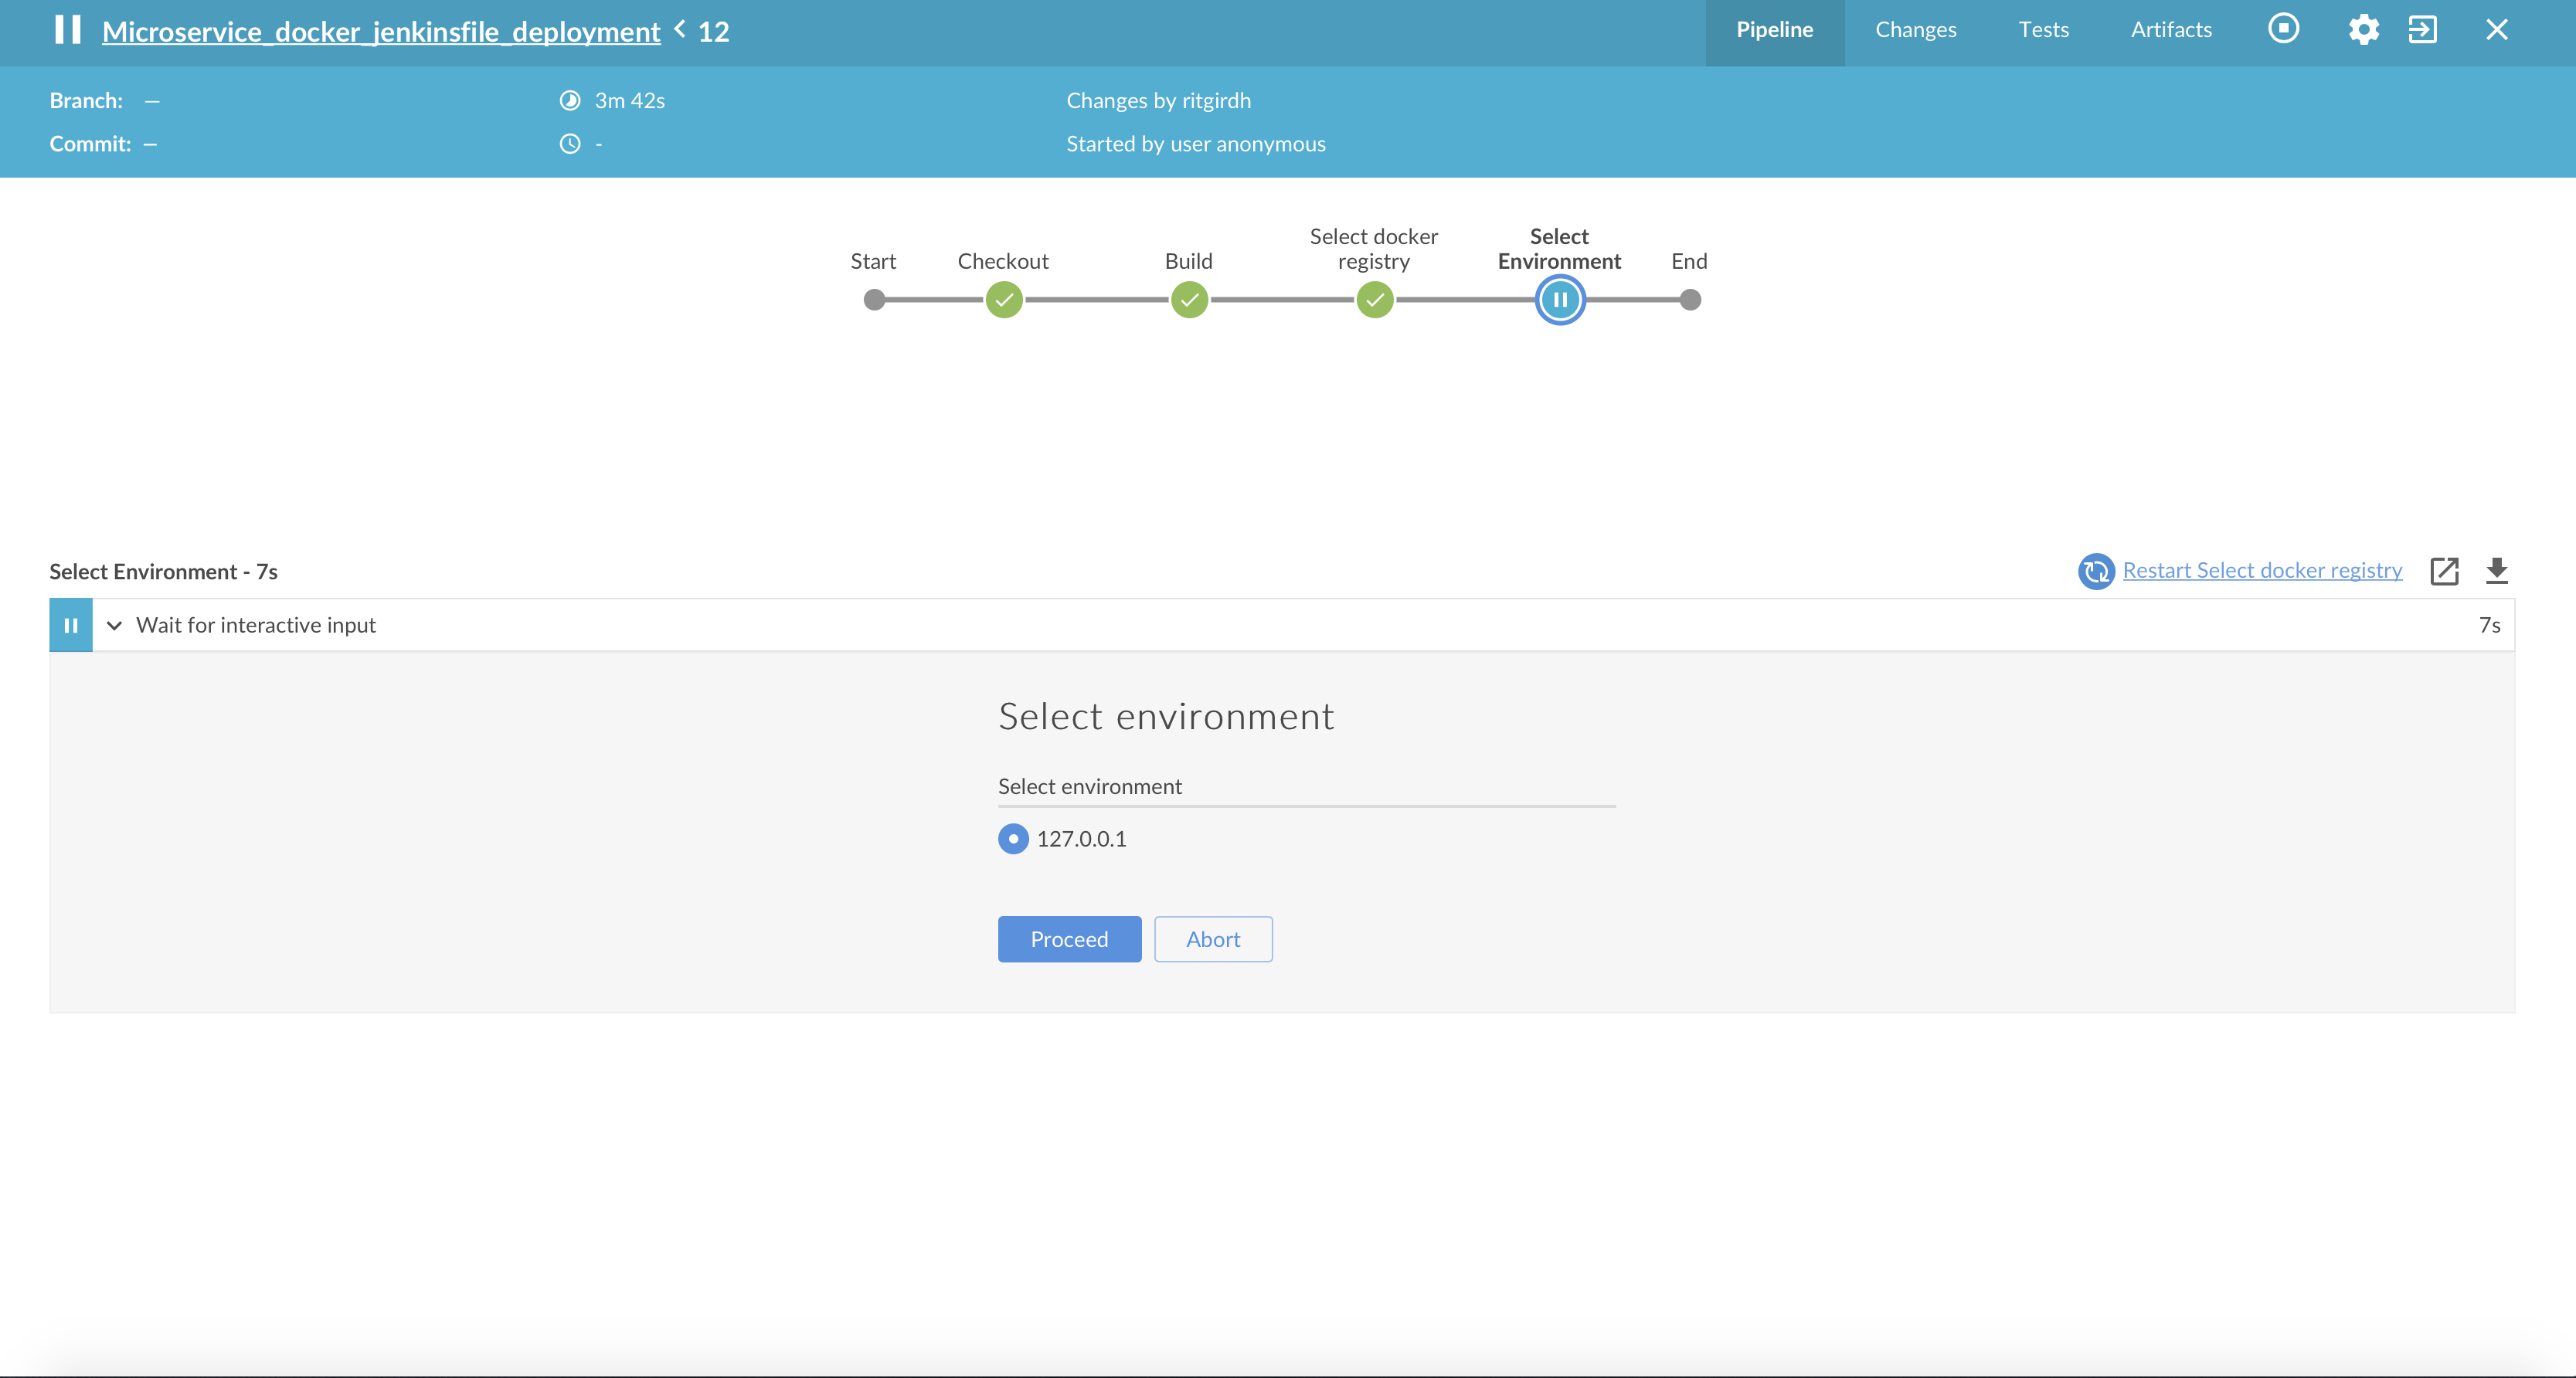 Microservice_docker_jenkinsfile_deployment < 12
Pipeline
Changes
Tests
Artifacts
Branch: —
3m 42s
Changes by ritgirdh
Commit: —
-
Started by user anonymous
Start
Checkout
Build
Select docker
registry
Select
Environment
End
Select Environment - 7s
Restart Select docker registry
Wait for interactive input
7s
Select environment
Select environment
127.0.0.1
Proceed
Abort